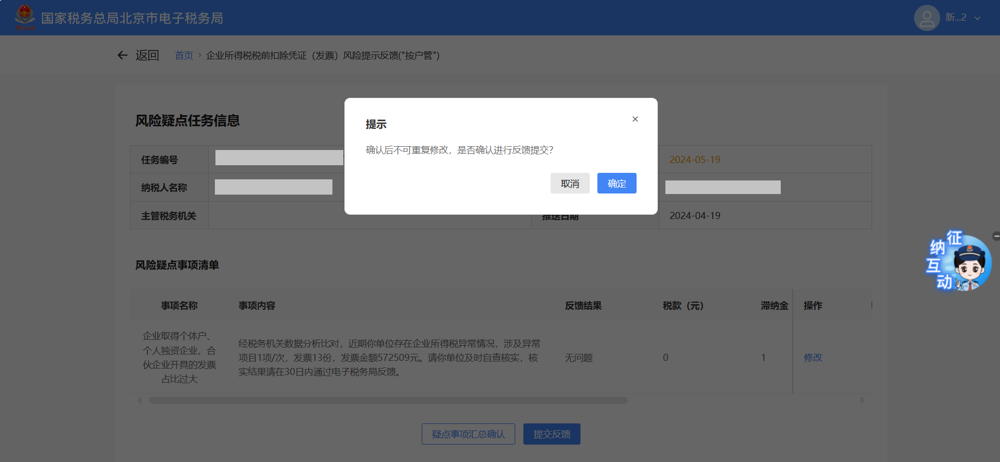 国家税务总局北京市电子税务局
新...2
返回 首页 > 企业所得税税前扣除凭证（发票）风险提示反馈("按户管")
风险疑点任务信息
提示
确认后不可重复修改，是否确认进行反馈提交？
取消 确定
任务编号 2024-05-19
纳税人名称
主管税务机关 推送日期 2024-04-19
征
纳
互
动
风险疑点事项清单
事项名称 事项内容 反馈结果 税款（元） 滞纳金 操作
企业取得个体户、
个人独资企业、合
伙企业开具的发票
占比过大
经税务机关数据分析比对，近期你单位存在企业所得税异常情况，涉及异常
项目1项/次，发票13份，发票金额572509元。请你单位及时自查核实，核
实结果请在30日内通过电子税务局反馈。
无问题 0 1 修改
疑点事项汇总确认 提交反馈